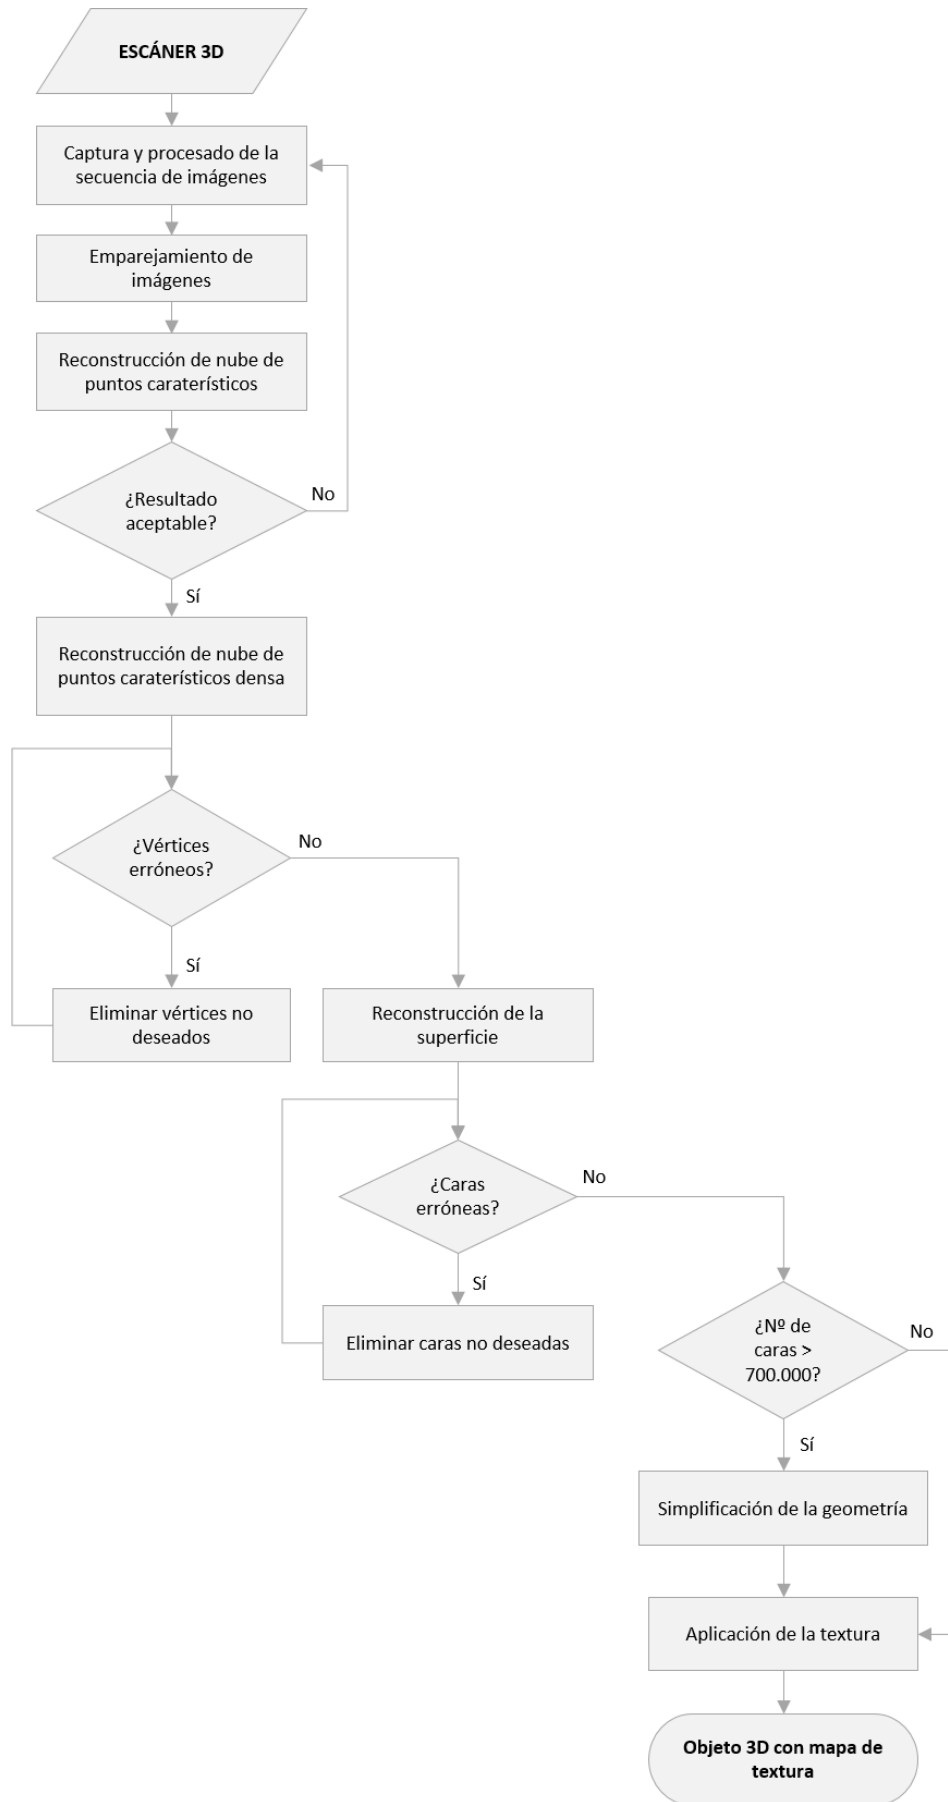 ESCÁNER 3D
Captura y procesado de la
secuencia de imágenes
Emparejamiento de
imágenes
Reconstrucción de nube de
puntos caraterísticos
¿Resultado
aceptable?
No
Sí
Reconstrucción de nube de
puntos caraterísticos densa
¿Vértices
erróneos?
No
Sí
Eliminar vértices no
deseados
Reconstrucción de la
superficie
¿Caras
erróneas?
No
Sí
Eliminar caras no deseadas
¿Nº de
caras >
700.000?
No
Sí
Simplificación de la geometría
Aplicación de la textura
Objeto 3D con mapa de
textura